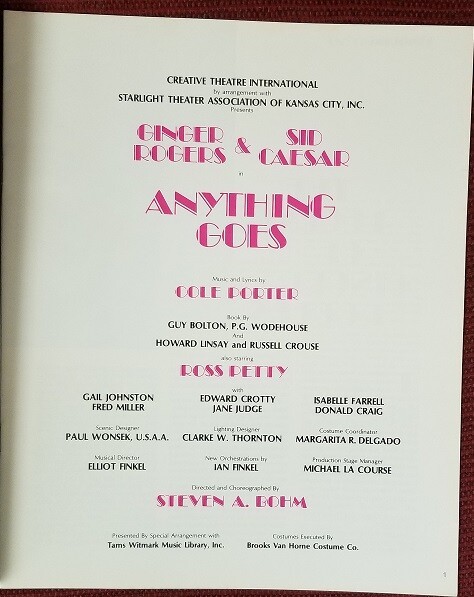 CREATIVE THEATRE INTERNATIONAL
by arrangement with
STARLIGHT THEATER ASSOCIATION OF KANSAS CITY, INC.
Presents
GINGER ROGERS & SID CAESAR
in
ANYTHING
GOES
Music and Lyrics by
COLE PORTER
Book By
GUY BOLTON, P.G. WODEHOUSE
And
HOWARD LINSAY and RUSSELL CROUSE
also starring
ROSS PETTY
with
GAIL JOHNSTON EDWARD CROTTY ISABELLE FARRELL
FRED MILLER JANE JUDGE DONALD CRAIG
Scenic Designer Lighting Designer Costume Coordinator
PAUL WONSEK, U.S.A.A. CLARKE W. THORNTON MARGARITA R. DELGADO
Musical Director New Orchestrations by Production Stage Manager
ELLIOT FINKEL IAN FINKEL MICHAEL LA COURSE
Directed and Choreographed By
STEVEN A. BOHM
Presented By Special Arrangement with Costumes Executed By
Tams Witmark Music Library, Inc. Brooks Van Horne Costume Co.
1